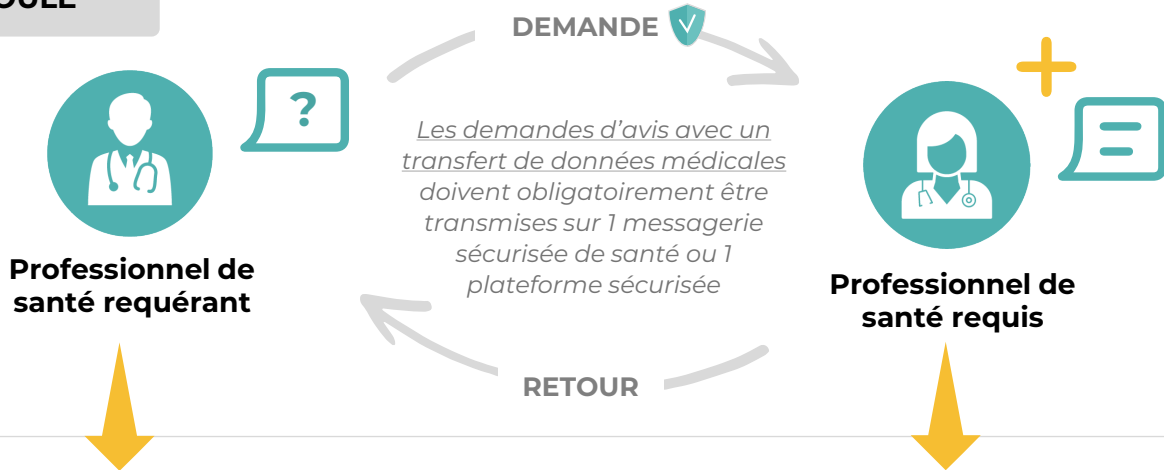 DEMANDE
?
Les demandes d'avis avec un
transfert de données médicales
doivent obligatoirement être
transmises sur 1 messagerie
sécurisée de santé ou 1
plateforme sécurisée
Professionnel de
santé requérant
Professionnel de
santé requis
RETOUR